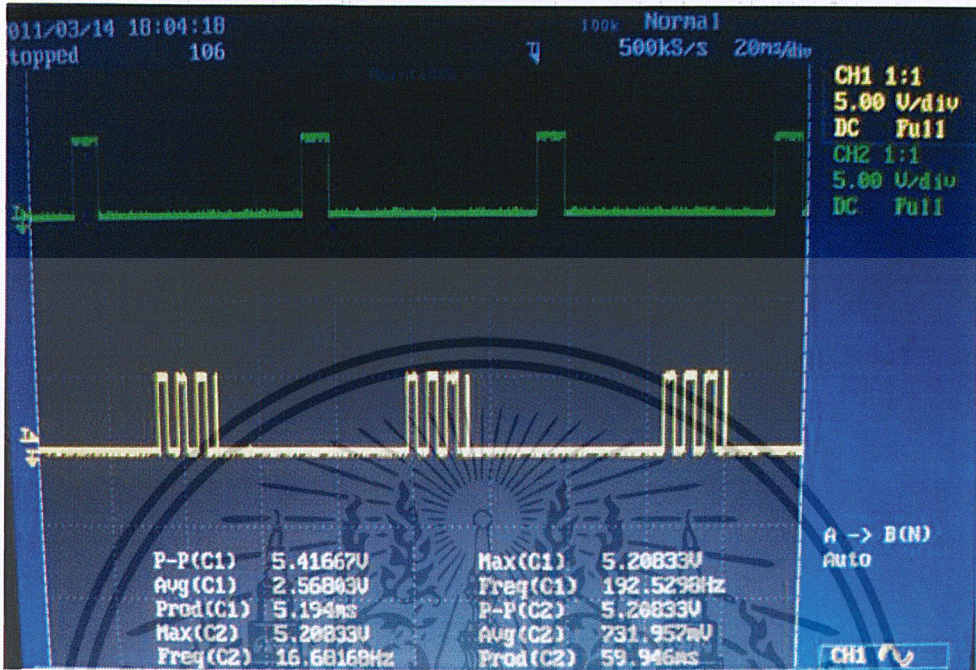 011/03/14 18:04:18
topped 106
100k Normal
500kS/s 20ms/div
CH1 1:1
5.00 V/div
DC Full
CH2 1:1
5.00 V/div
DC Full
A -> B(N)
Auto
P-P(C1) 5.41667V Max(C1) 5.20833V
Avg(C1) 2.56803V Freq(C1) 192.5298Hz
Prod(C1) 5.194ms P-P(C2) 5.20833V
Max(C2) 5.20833V Avg(C2) 731.957mV
Freq(C2) 16.68168Hz Prod(C2) 59.946ms
CH1